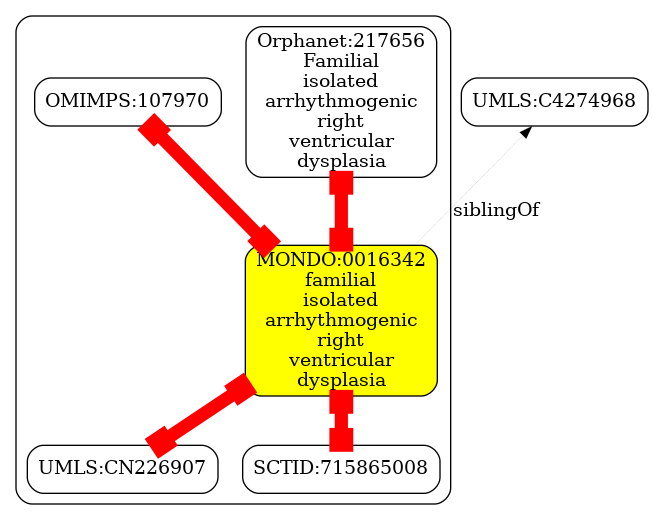 Orphanet:217656
Familial
isolated
arrhythmogenic
right
ventricular
dysplasia
OMIMPS:107970
UMLS:C4274968
siblingOf
MONDO:0016342
familial
isolated
arrhythmogenic
right
ventricular
dysplasia
UMLS:CN226907
SCTID:715865008